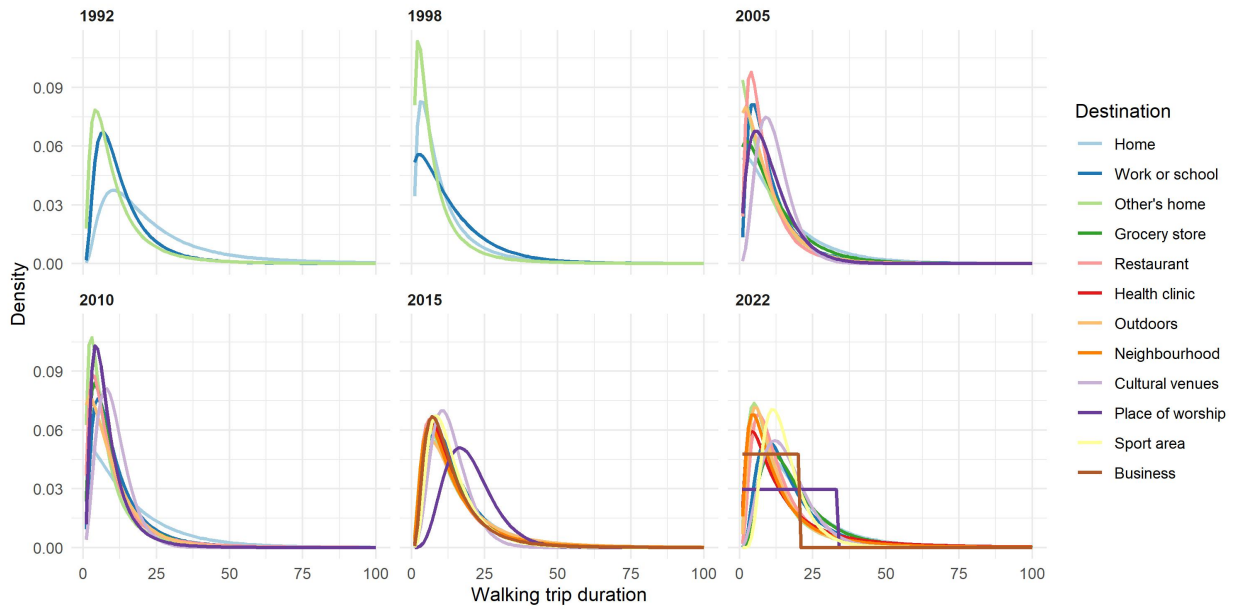 1992
1998
2005
0.09
0.06
0.03
0.00
2010
2015
2022
0.09
0.06
0.03
0.00
0 25 50 75 100
0 25 50 75 100
0 25 50 75 100
Density
Walking trip duration
Destination
Home
Work or school
Other's home
Grocery store
Restaurant
Health clinic
Outdoors
Neighbourhood
Cultural venues
Place of worship
Sport area
Business